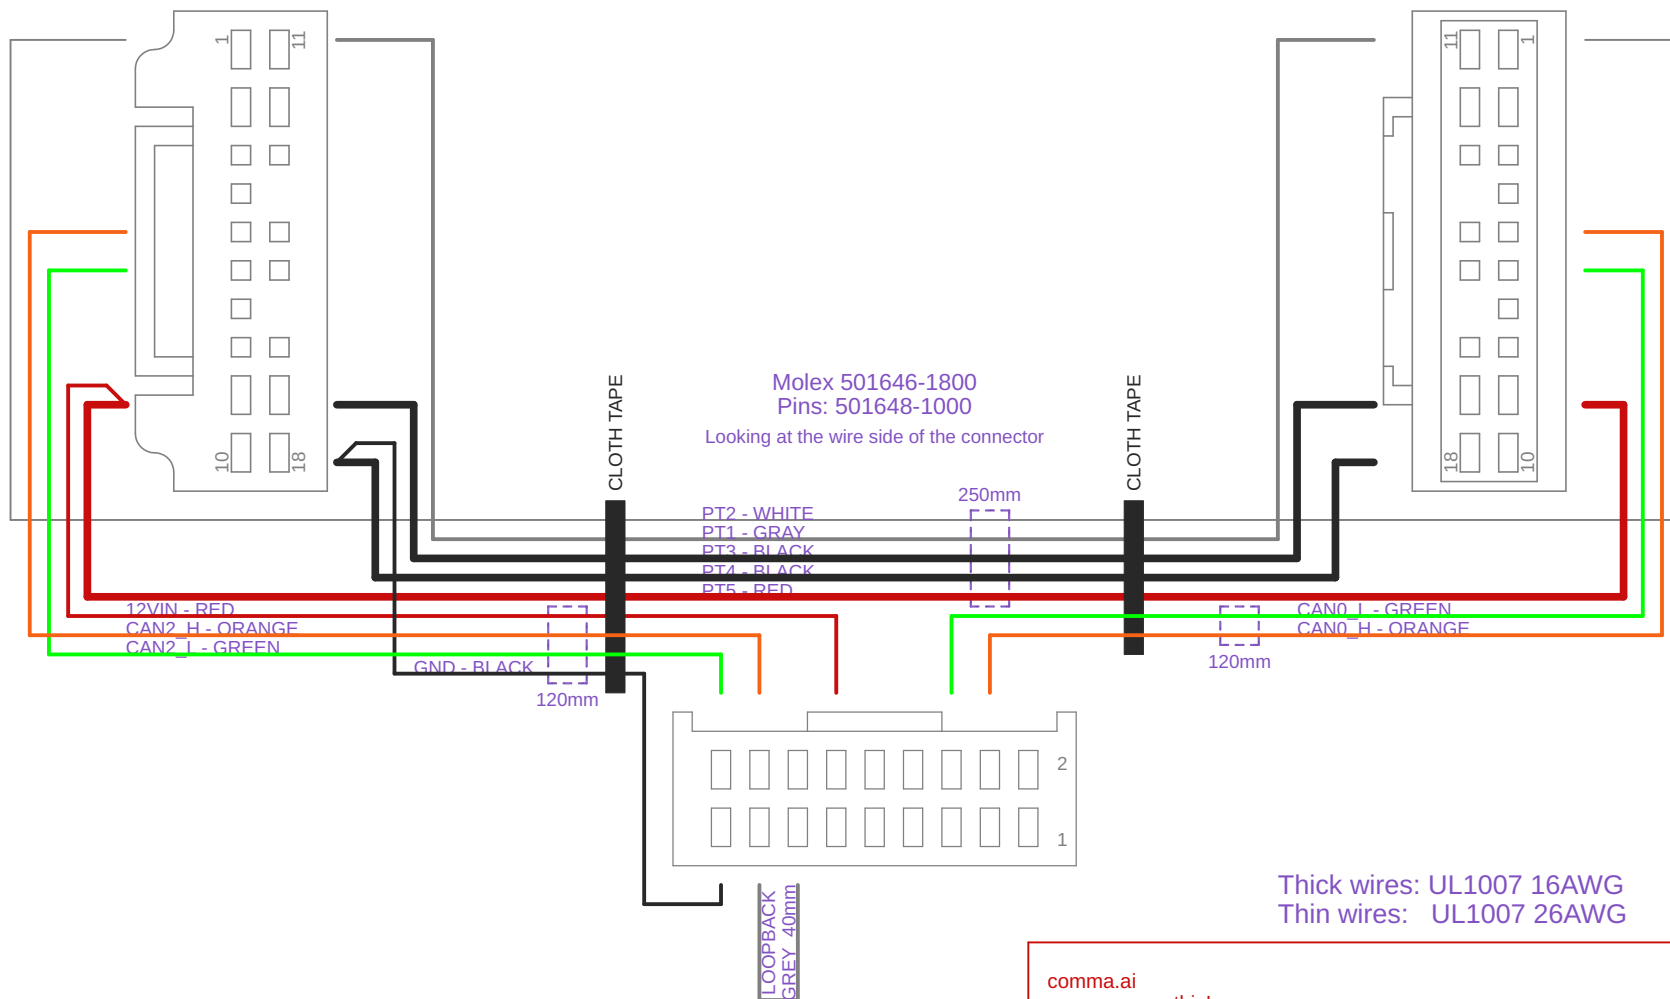 1
11
11
1
10
18
18
10
CLOTH TAPE
Molex 501646-1800
Pins: 501648-1000
Looking at the wire side of the connector
CLOTH TAPE
250mm
PT2 - WHITE
PT1 - GRAY
PT3 - BLACK
PT4 - BLACK
PT5 - RED
12VIN - RED
CAN2_H - ORANGE
CAN2_L - GREEN
GND - BLACK
120mm
CAN0_L - GREEN
CAN0_H - ORANGE
120mm
2
1
LOOPBACK
GREY 40mm
Thick wires: UL1007 16AWG
Thin wires: UL1007 26AWG
comma.ai